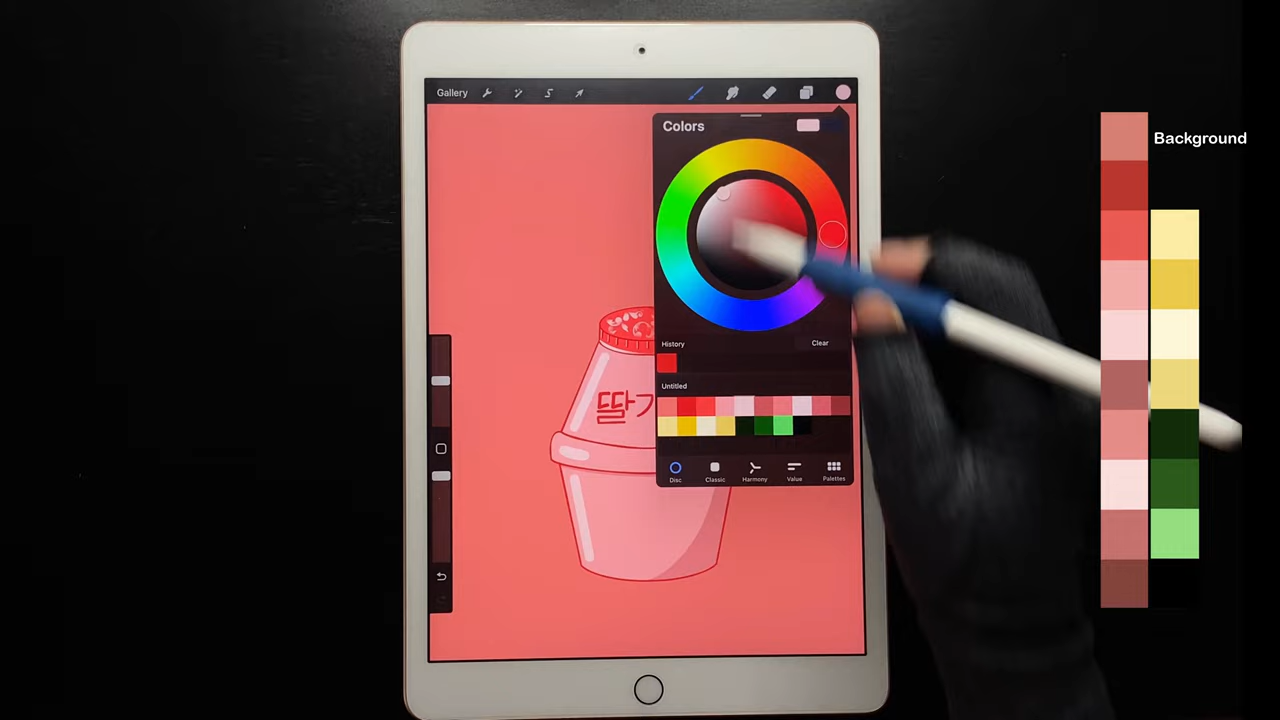 Gallery
Colors
Background
History
Clear
딸기
Untitled
Disc
Classic
Harmony
Value
Palettes